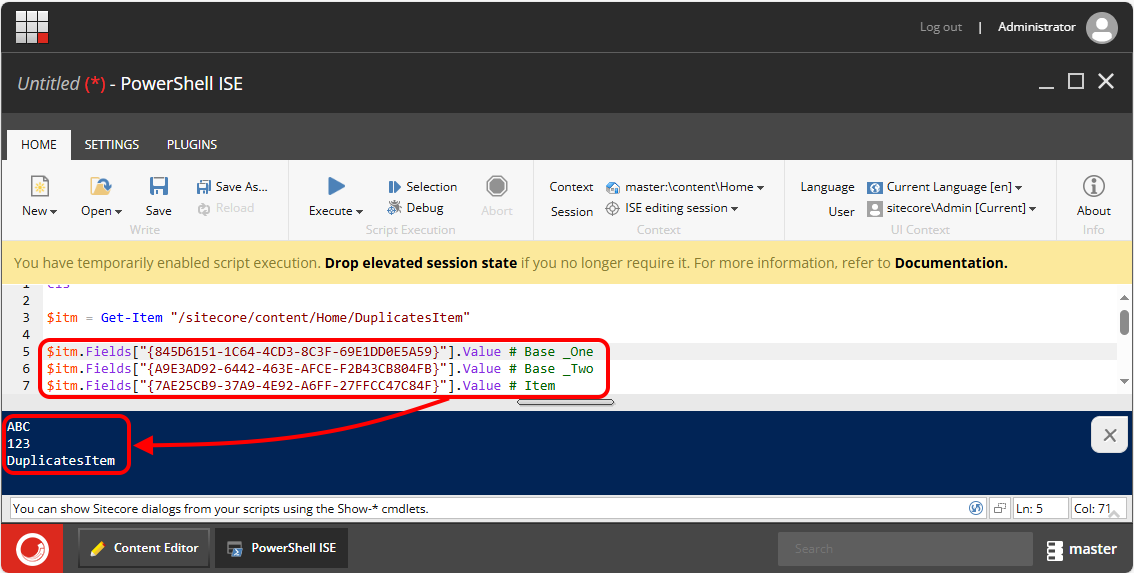 Log out | Administrator
Untitled (*) - PowerShell ISE
HOME SETTINGS PLUGINS
New Open Save Save As... Reload
Write
Execute Selection Debug Abort
Script Execution
Context master:\content\Home
Session ISE editing session
Context
Language Current Language [en]
User sitecore\Admin [Current]
UI Context
About
Info
You have temporarily enabled script execution. Drop elevated session state if you no longer require it. For more information, refer to Documentation.
1 cls
2
3 $itm = Get-Item "/sitecore/content/Home/DuplicatesItem"
4
5 $itm.Fields["{845D6151-1C64-4CD3-8C3F-69E1DD0E5A59}"].Value # Base _One
6 $itm.Fields["{A9E3AD92-6442-463E-AFCE-F2B43CB804FB}"].Value # Base _Two
7 $itm.Fields["{7AE25CB9-37A9-4E92-A6FF-27FFCC47C84F}"].Value # Item
ABC
123
DuplicatesItem
You can show Sitecore dialogs from your scripts using the Show-* cmdlets. Ln: 5 Col: 71
Content Editor PowerShell ISE Search master